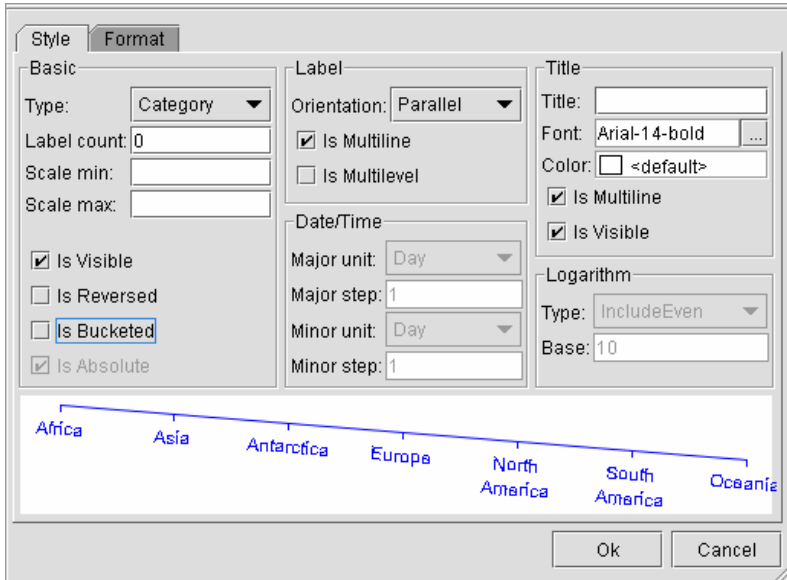 Style Format
Basic
Type: Category
Label count: 0
Scale min:
Scale max:
Is Visible
Is Reversed
Is Bucketed
Is Absolute
Label
Orientation: Parallel
Is Multiline
Is Multilevel
Date/Time
Major unit: Day
Major step: 1
Minor unit: Day
Minor step: 1
Title
Title:
Font: Arial-14-bold ...
Color: <default>
Is Multiline
Is Visible
Logarithm
Type: IncludeEven
Base: 10
Africa Asia Antarctica Europe North America South America Oceania
Ok Cancel